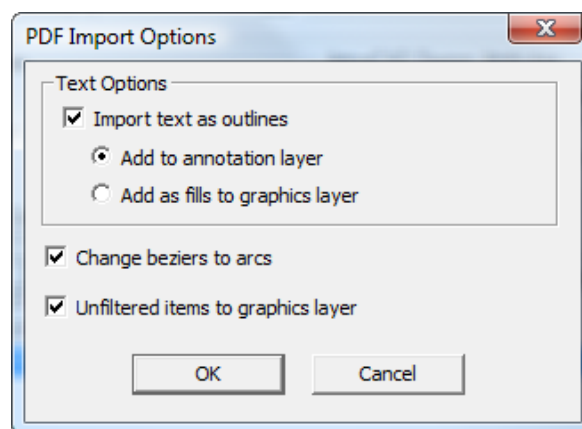 PDF Import Options
Text Options
Import text as outlines
Add to annotation layer
Add as fills to graphics layer
Change beziers to arcs
Unfiltered items to graphics layer
OK Cancel